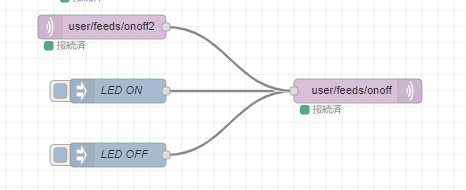 user/feeds/onoff2
接続済
LED ON
user/feeds/onoff
接続済
LED OFF